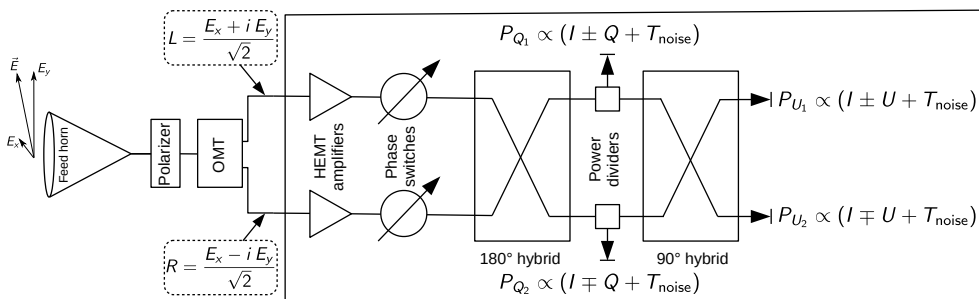 L = (E_x + i E_y)/√2
P_{Q_1} ∝ (I ± Q + T_noise)
E⃗
E_y
E_x
Feed horn
Polarizer
OMT
HEMT
amplifiers
Phase
switches
Power
dividers
P_{U_1} ∝ (I ± U + T_noise)
P_{U_2} ∝ (I ∓ U + T_noise)
R = (E_x − i E_y)/√2
180° hybrid
90° hybrid
P_{Q_2} ∝ (I ∓ Q + T_noise)